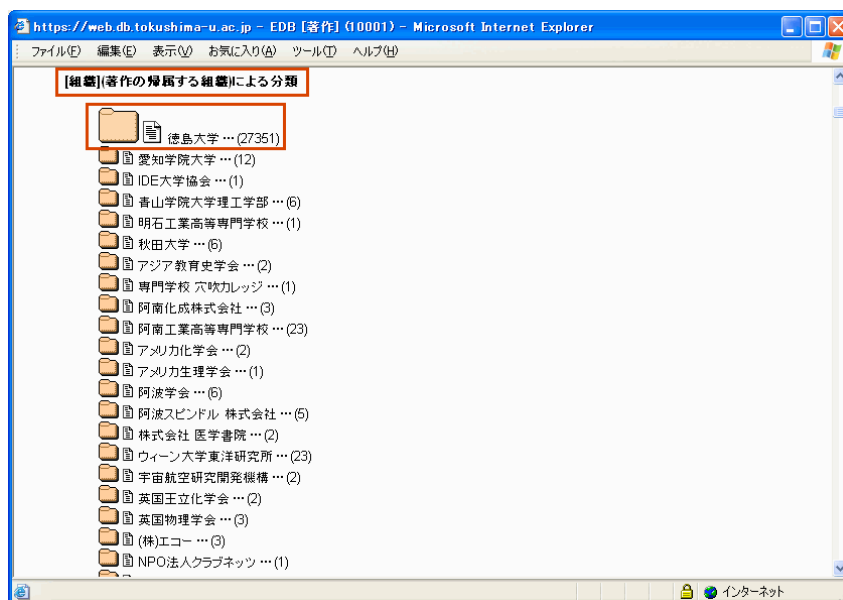 https://web.db.tokushima-u.ac.jp - EDB [著作] (10001) - Microsoft Internet Explorer
ファイル(F) 編集(E) 表示(V) お気に入り(A) ツール(T) ヘルプ(H)
[組織](著作の帰属する組織)による分類
徳島大学 … (27351)
愛知学院大学 … (12)
IDE大学協会 … (1)
青山学院大学理工学部 … (6)
明石工業高等専門学校 … (1)
秋田大学 … (6)
アジア教育史学会 … (2)
専門学校 穴吹カレッジ … (1)
阿南化成株式会社 … (3)
阿南工業高等専門学校 … (23)
アメリカ化学会 … (2)
アメリカ生理学会 … (1)
阿波学会 … (6)
阿波スピンドル 株式会社 … (5)
株式会社 医学書院 … (2)
ウィーン大学東洋研究所 … (23)
宇宙航空研究開発機構 … (2)
英国王立化学会 … (2)
英国物理学会 … (3)
(株)エコー … (3)
NPO法人クラブネッツ … (1)
インターネット